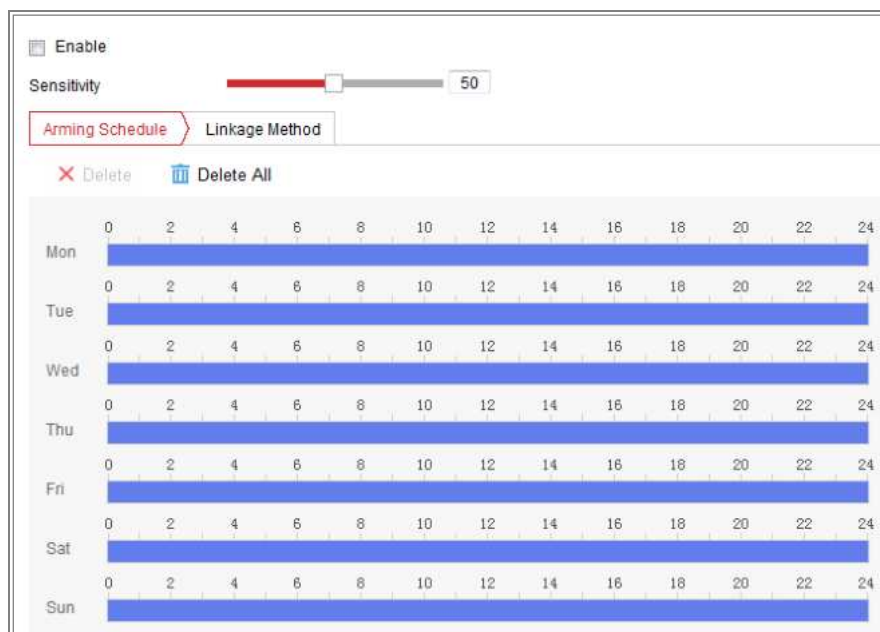 Enable
Sensitivity 50
Arming Schedule Linkage Method
Delete Delete All
0 2 4 6 8 10 12 14 16 18 20 22 24
Mon
0 2 4 6 8 10 12 14 16 18 20 22 24
Tue
0 2 4 6 8 10 12 14 16 18 20 22 24
Wed
0 2 4 6 8 10 12 14 16 18 20 22 24
Thu
0 2 4 6 8 10 12 14 16 18 20 22 24
Fri
0 2 4 6 8 10 12 14 16 18 20 22 24
Sat
0 2 4 6 8 10 12 14 16 18 20 22 24
Sun